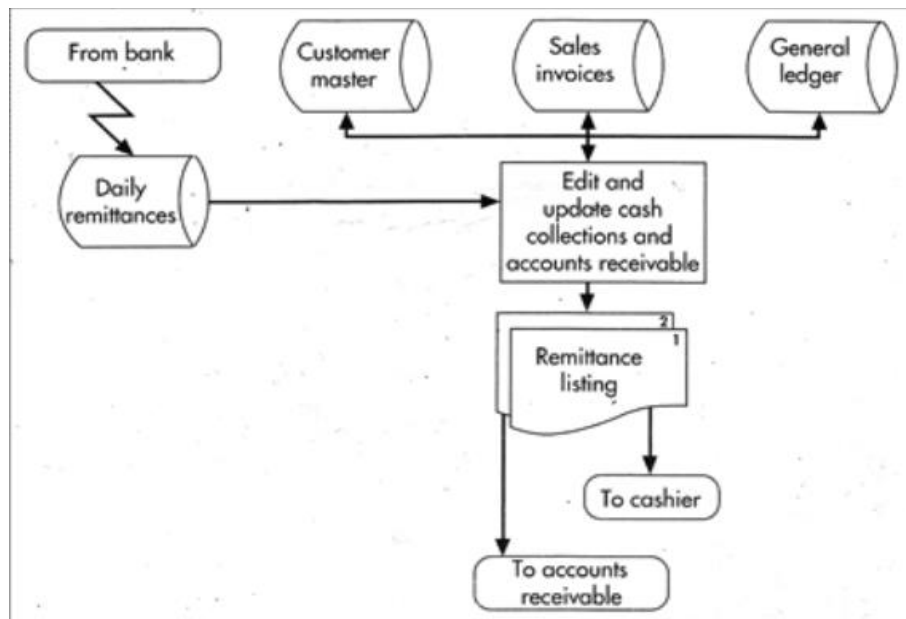 From bank
Customer
master
Sales
invoices
General
ledger
Daily
remittances
Edit and
update cash
collections and
accounts receivable
2
1
Remittance
listing
To cashier
To accounts
receivable